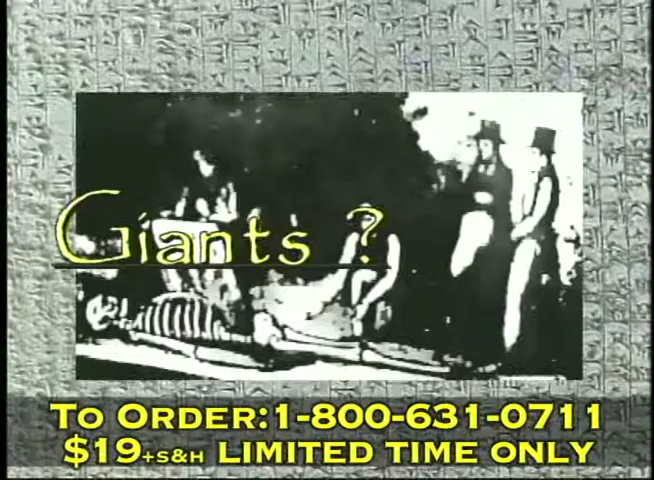 Giants ?
TO ORDER:1-800-631-0711
$19+S&H LIMITED TIME ONLY